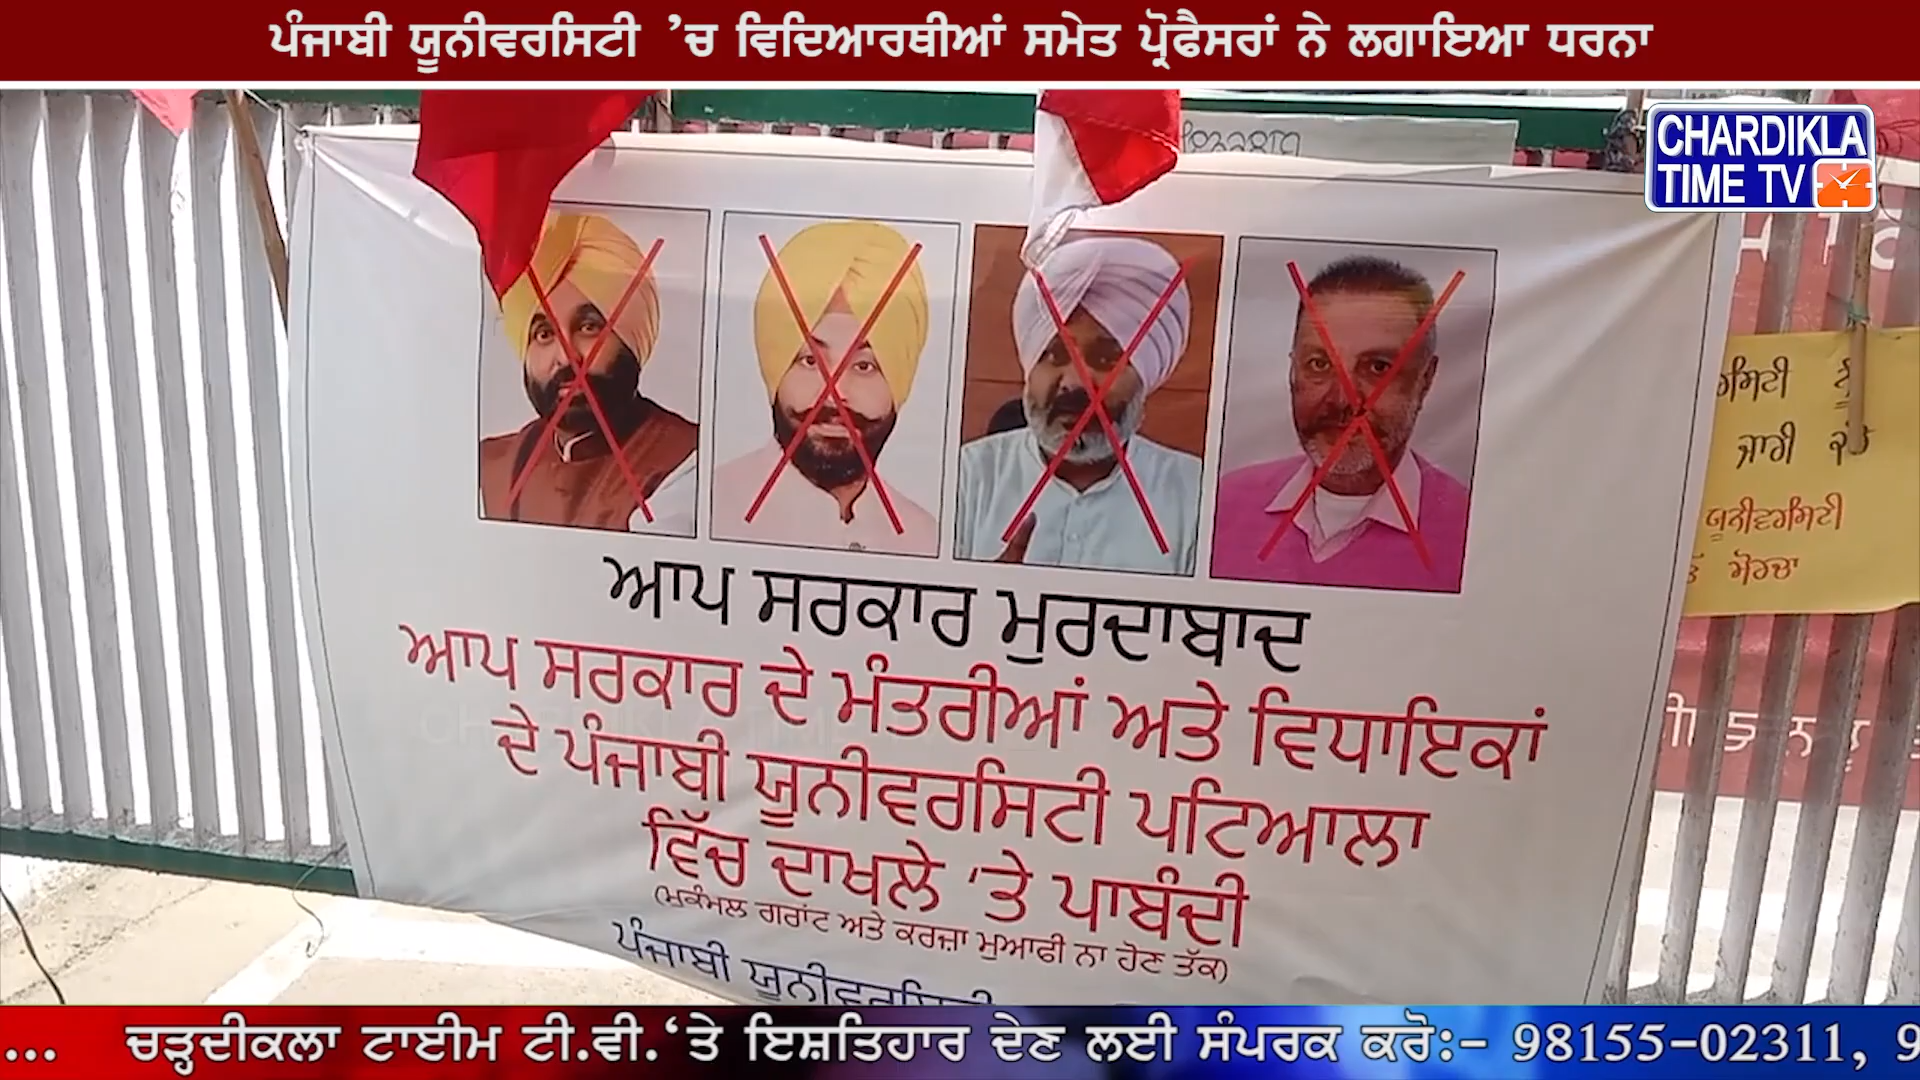 ਪੰਜਾਬੀ ਯੂਨੀਵਰਸਿਟੀ ’ਚ ਵਿਦਿਆਰਥੀਆਂ ਸਮੇਤ ਪ੍ਰੋਫੈਸਰਾਂ ਨੇ ਲਗਾਇਆ ਧਰਨਾ
CHARDIKLA
TIME TV
ਆਪ ਸਰਕਾਰ ਮੁਰਦਾਬਾਦ
ਆਪ ਸਰਕਾਰ ਦੇ ਮੰਤਰੀਆਂ ਅਤੇ ਵਿਧਾਇਕਾਂ
ਦੇ ਪੰਜਾਬੀ ਯੂਨੀਵਰਸਿਟੀ ਪਟਿਆਲਾ
ਵਿੱਚ ਦਾਖਲੇ 'ਤੇ ਪਾਬੰਦੀ
(ਮੁਕੰਮਲ ਗਰਾਂਟ ਅਤੇ ਕਰਜ਼ਾ ਮੁਆਫੀ ਨਾ ਹੋਣ ਤੱਕ)
ਪੰਜਾਬੀ ਯੂਨੀਵਰਸਿਟੀ
ਜਾਰੀ
ਯੂਨੀਵਰਸਿਟੀ
ਮੋਰਚਾ
... ਚੜ੍ਹਦੀਕਲਾ ਟਾਈਮ ਟੀ.ਵੀ.‘ਤੇ ਇਸ਼ਤਿਹਾਰ ਦੇਣ ਲਈ ਸੰਪਰਕ ਕਰੋ:- 98155-02311, 9